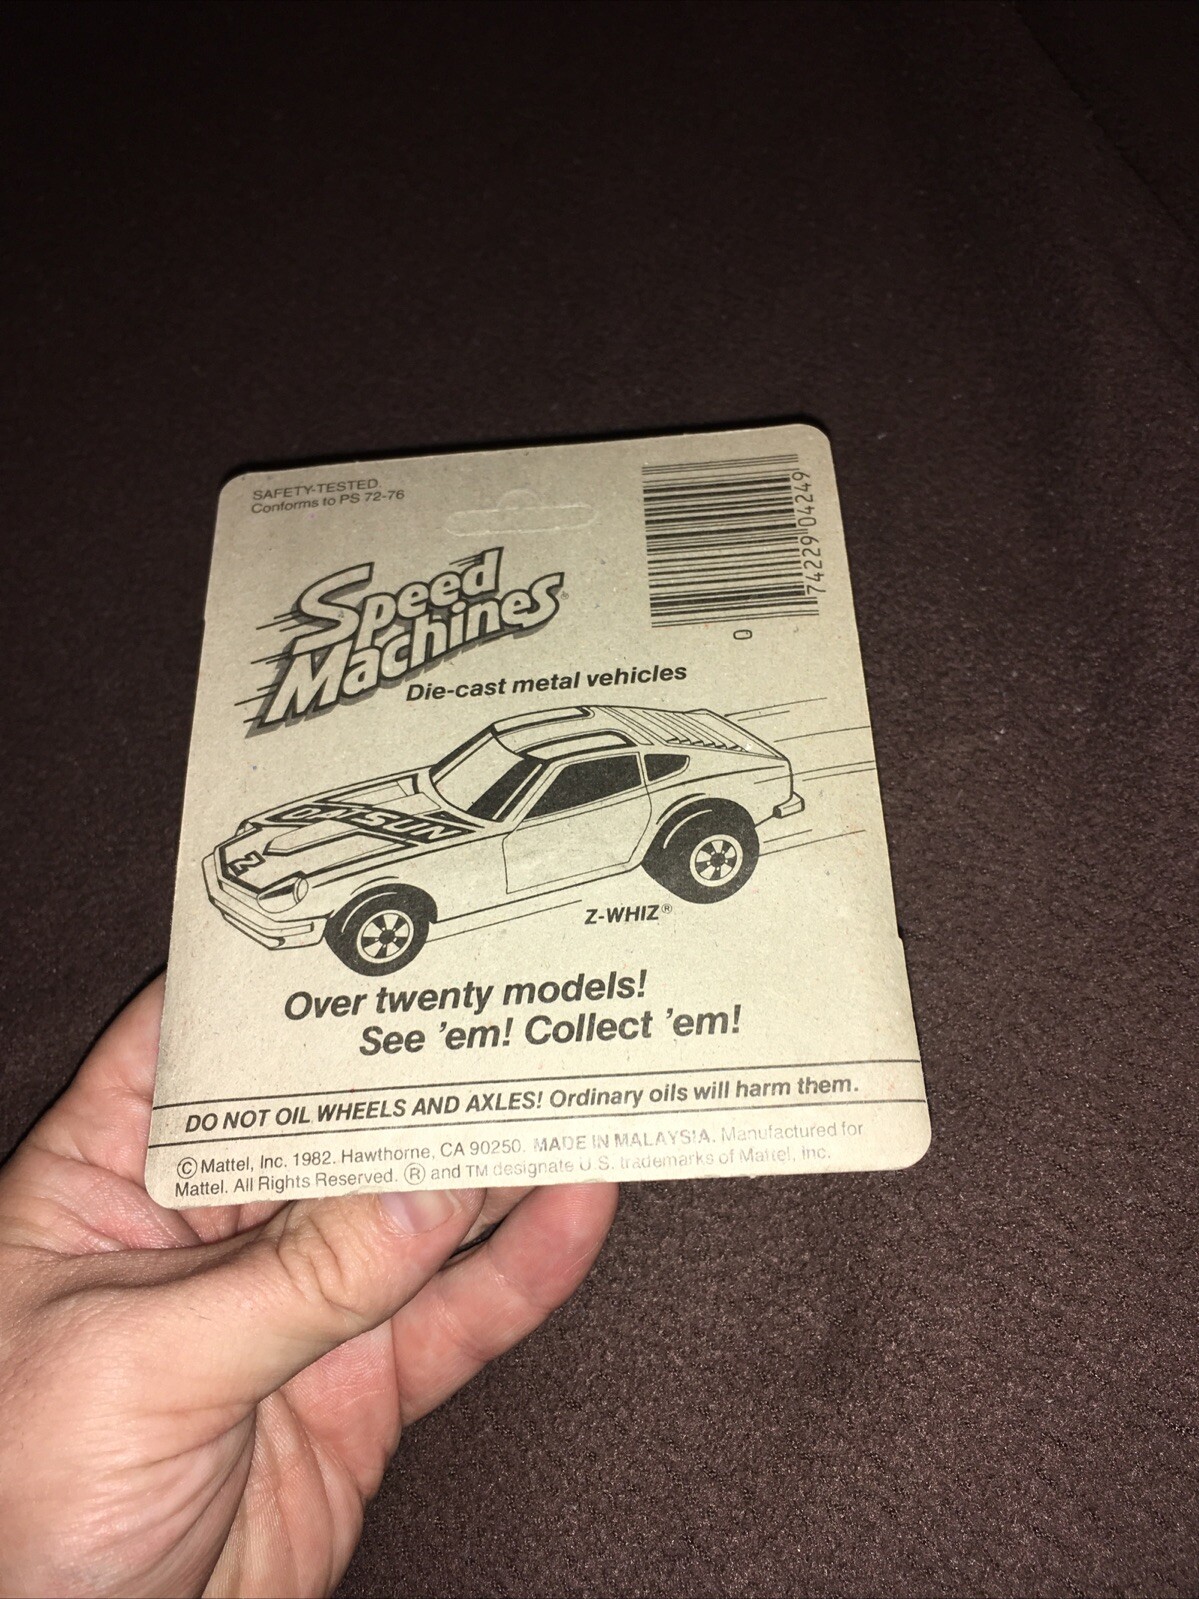 SAFETY-TESTED.
Conforms to PS 72-76
74229 04249
0
Speed
Machines®
Die-cast metal vehicles
DATSUN
Z
Z-WHIZ®
Over twenty models!
See 'em! Collect 'em!
DO NOT OIL WHEELS AND AXLES! Ordinary oils will harm them.
© Mattel, Inc. 1982. Hawthorne, CA 90250. MADE IN MALAYSIA. Manufactured for
Mattel. All Rights Reserved. ® and TM designate U.S. trademarks of Mattel, Inc.